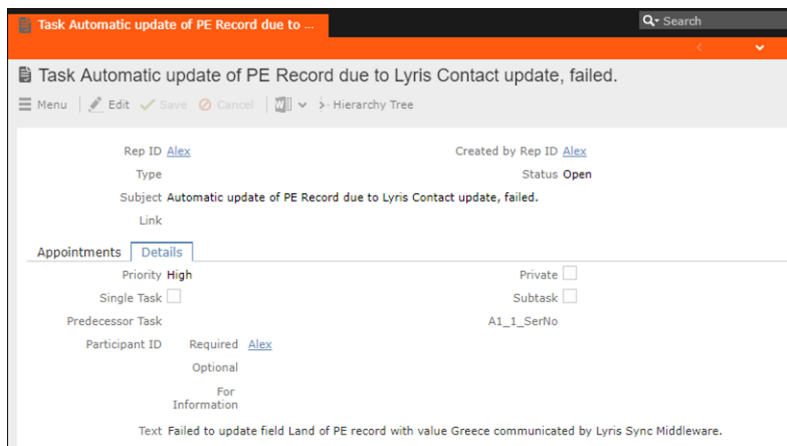 Task Automatic update of PE Record due to ...
Search
Task Automatic update of PE Record due to Lyris Contact update, failed.
Menu Edit Save Cancel Hierarchy Tree
Rep ID Alex Created by Rep ID Alex
Type Status Open
Subject Automatic update of PE Record due to Lyris Contact update, failed.
Link
Appointments Details
Priority High Private
Single Task Subtask
Predecessor Task A1_1_SerNo
Participant ID Required Alex
Optional
For
Information
Text Failed to update field Land of PE record with value Greece communicated by Lyris Sync Middleware.